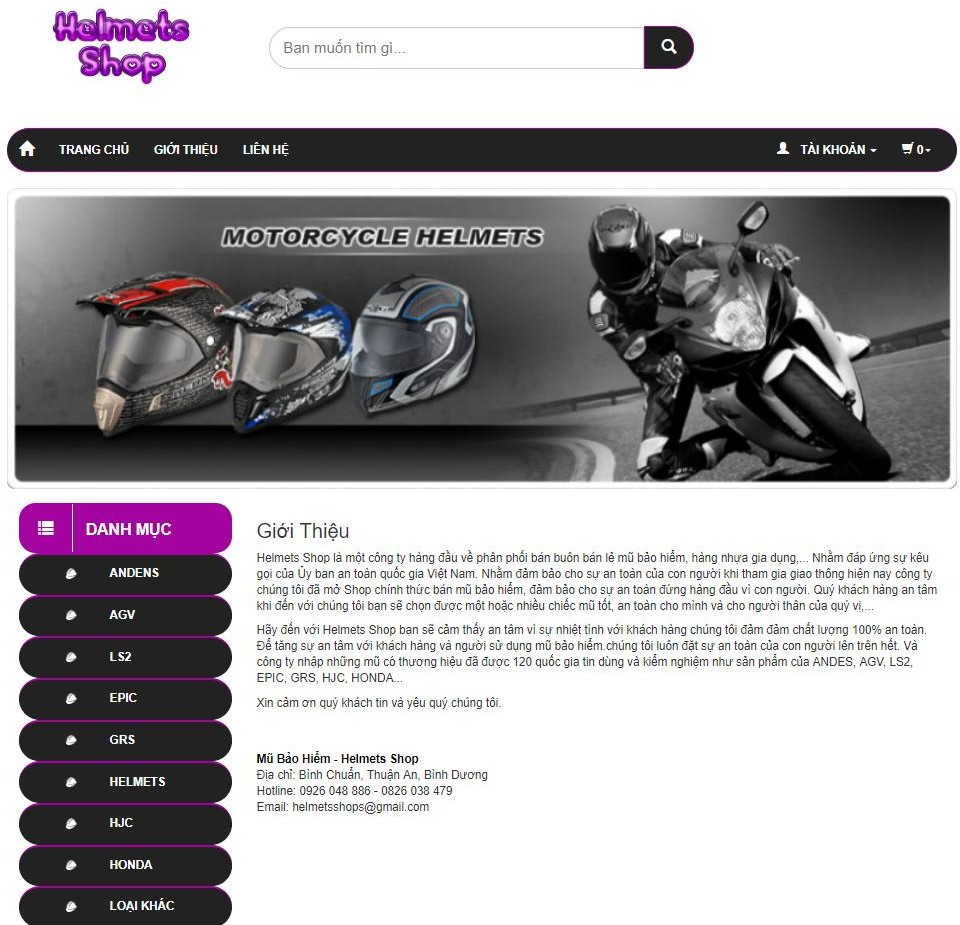 Helmets
Shop
Bạn muốn tìm gì...
TRANG CHỦ GIỚI THIỆU LIÊN HỆ TÀI KHOẢN 0
MOTORCYCLE HELMETS
DANH MỤC
ANDENS
AGV
LS2
EPIC
GRS
HELMETS
HJC
HONDA
LOẠI KHÁC
Giới Thiệu
Helmets Shop là một công ty hàng đầu về phân phối bán buôn bán lẻ mũ bảo hiểm, hàng nhựa gia dụng,... Nhằm đáp ứng sự kêu
gọi của Ủy ban an toàn quốc gia Việt Nam. Nhằm đảm bảo cho sự an toàn của con người khi tham gia giao thông hiện nay công ty
chúng tôi đã mở Shop chính thức bán mũ bảo hiểm, đảm bảo cho sự an toàn đứng hàng đầu vì con người. Quý khách hàng an tâm
khi đến với chúng tôi bạn sẽ chọn được một hoặc nhiều chiếc mũ tốt, an toàn cho mình và cho người thân của quý vị,...
Hãy đến với Helmets Shop bạn sẽ cảm thấy an tâm vì sự nhiệt tình với khách hàng chúng tôi đảm đảm chất lượng 100% an toàn.
Để tăng sự an tâm với khách hàng và người sử dụng mũ bảo hiểm.chúng tôi luôn đặt sự an toàn của con người lên trên hết. Và
công ty nhập những mũ có thương hiệu đã được 120 quốc gia tin dùng và kiểm nghiệm như sản phẩm của ANDES, AGV, LS2,
EPIC, GRS, HJC, HONDA...
Xin cảm ơn quý khách tin và yêu quý chúng tôi.
Mũ Bảo Hiểm - Helmets Shop
Địa chỉ: Bình Chuẩn, Thuận An, Bình Dương
Hotline: 0926 048 886 - 0826 038 479
Email: helmetsshops@gmail.com